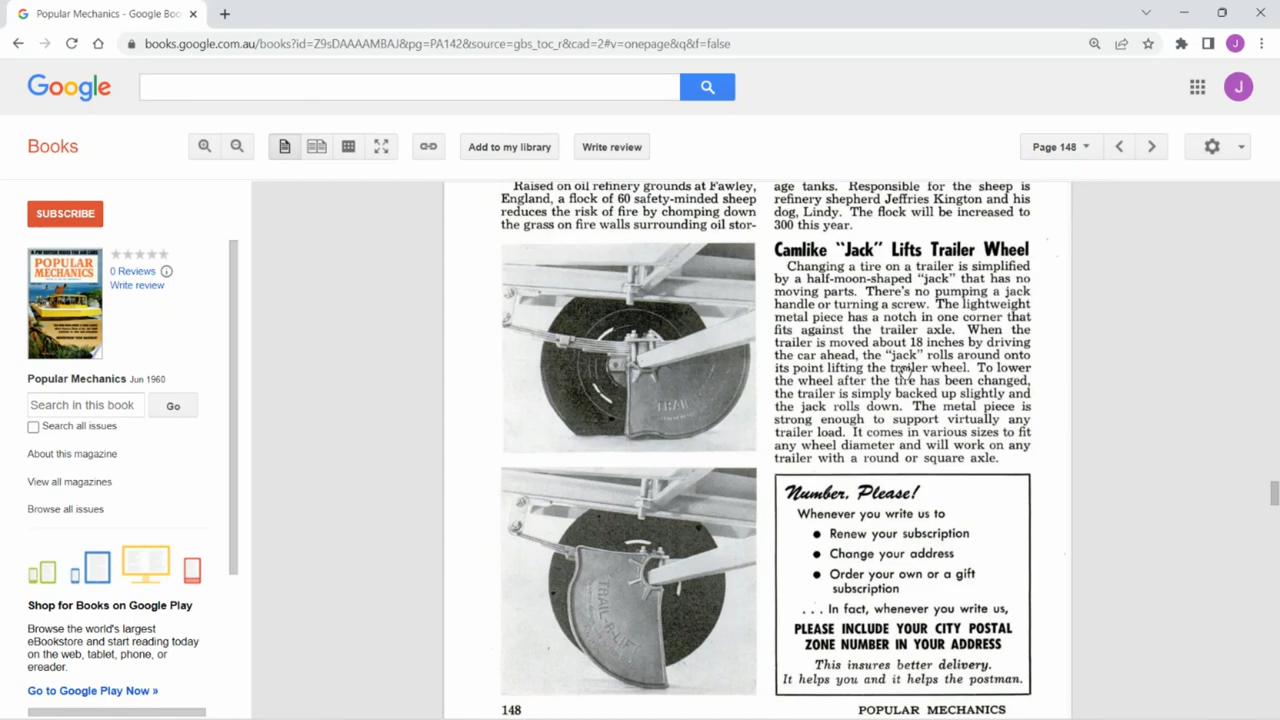 Popular Mechanics - Google Boo
books.google.com.au/books?id=Z9sDAAAAMBAJ&pg=PA142&source=gbs_toc_r&cad=2#v=onepage&q&f=false
J
Google
J
Books
Add to my library
Write review
Page 148
SUBSCRIBE
POPULAR MECHANICS
0 Reviews
Write review
Popular Mechanics Jun 1960
Search in this book
Go
Search all issues
About this magazine
View all magazines
Browse all issues
Shop for Books on Google Play
Browse the world's largest
eBookstore and start reading today
on the web, tablet, phone, or
ereader.
Go to Google Play Now »
Raised on oil refinery grounds at Fawley,
England, a flock of 60 safety-minded sheep
reduces the risk of fire by chomping down
the grass on fire walls surrounding oil stor-
age tanks. Responsible for the sheep is
refinery shepherd Jeffries Kington and his
dog, Lindy. The flock will be increased to
300 this year.
Camlike "Jack" Lifts Trailer Wheel
Changing a tire on a trailer is simplified
by a half-moon-shaped "jack" that has no
moving parts. There's no pumping a jack
handle or turning a screw. The lightweight
metal piece has a notch in one corner that
fits against the trailer axle. When the
trailer is moved about 18 inches by driving
the car ahead, the "jack" rolls around onto
its point lifting the trailer wheel. To lower
the wheel after the tire has been changed,
the trailer is simply backed up slightly and
the jack rolls down. The metal piece is
strong enough to support virtually any
trailer load. It comes in various sizes to fit
any wheel diameter and will work on any
trailer with a round or square axle.
TRAIL
TRAIL-R-LIFT
Number, Please!
Whenever you write us to
● Renew your subscription
● Change your address
● Order your own or a gift
subscription
. . . In fact, whenever you write us,
PLEASE INCLUDE YOUR CITY POSTAL
ZONE NUMBER IN YOUR ADDRESS
This insures better delivery.
It helps you and it helps the postman.
148
POPULAR MECHANICS